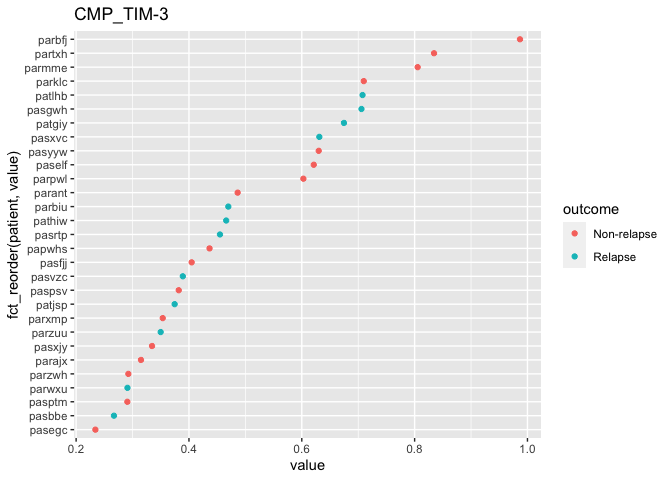 CMP_TIM-3
fct_reorder(patient, value)
parbfj
partxh
parmme
parklc
patlhb
pasgwh
patgiy
pasxvc
pasyyw
paself
parpwl
parant
parbiu
pathiw
pasrtp
papwhs
pasfjj
pasvzc
paspsv
patjsp
parxmp
parzuu
pasxjy
parajx
parzwh
parwxu
pasptm
pasbbe
pasegc
0.2 0.4 0.6 0.8 1.0
value
outcome
Non-relapse
Relapse